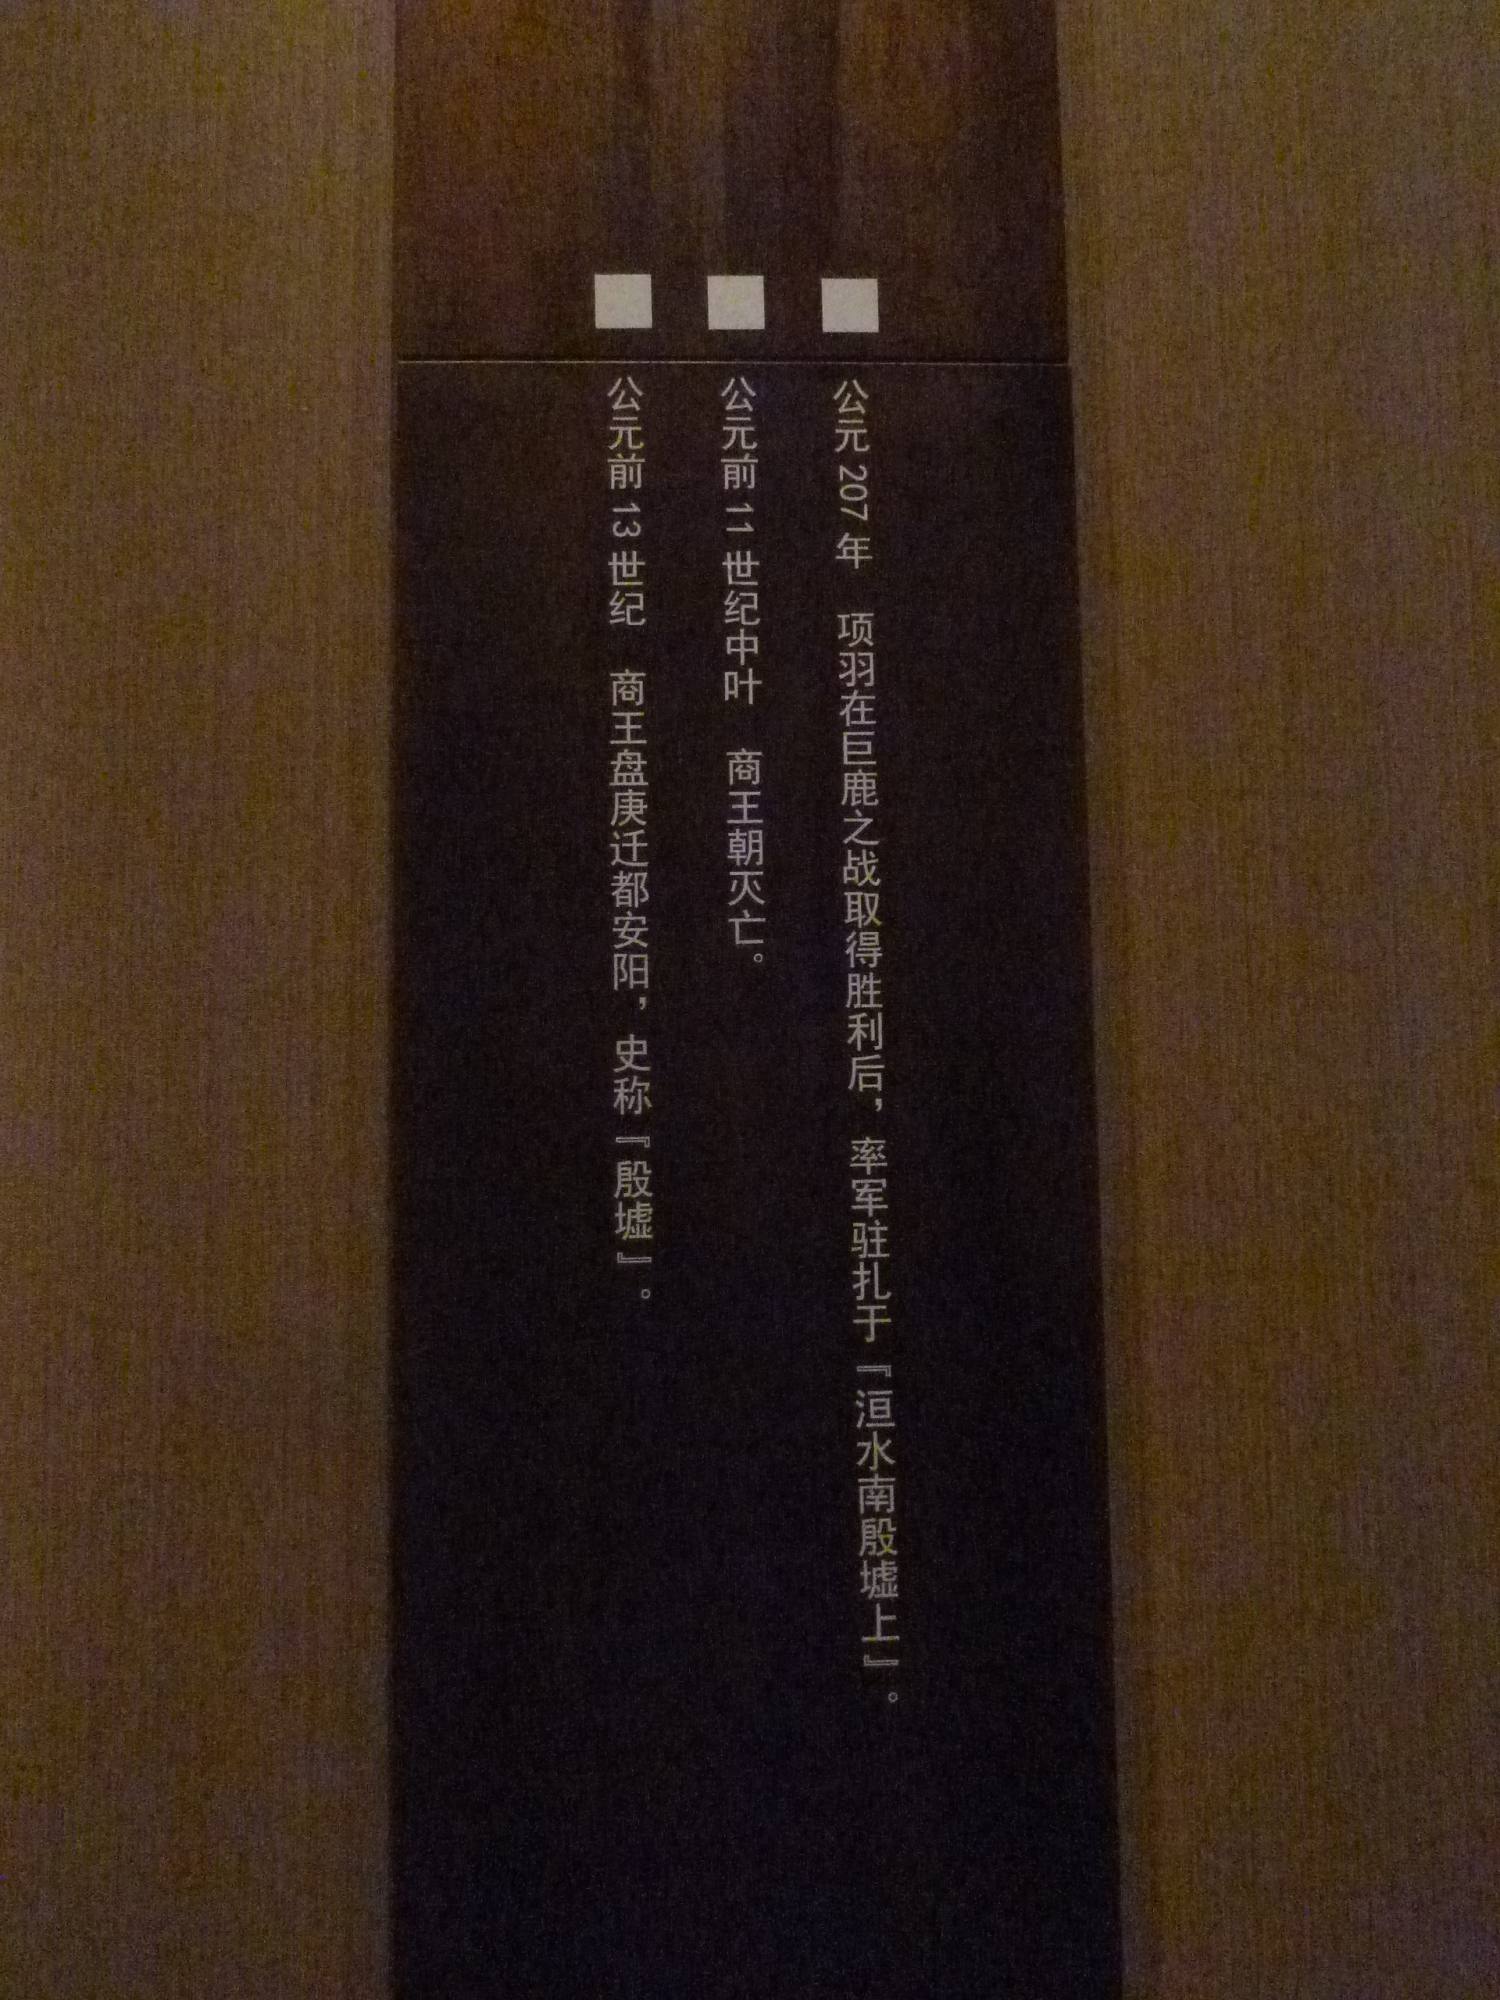 公元前 13 世纪　商王盘庚迁都安阳，史称『殷墟』。
公元前 11 世纪中叶　商王朝灭亡。
公元 207 年　项羽在巨鹿之战取得胜利后，率军驻扎于『洹水南殷墟上』。